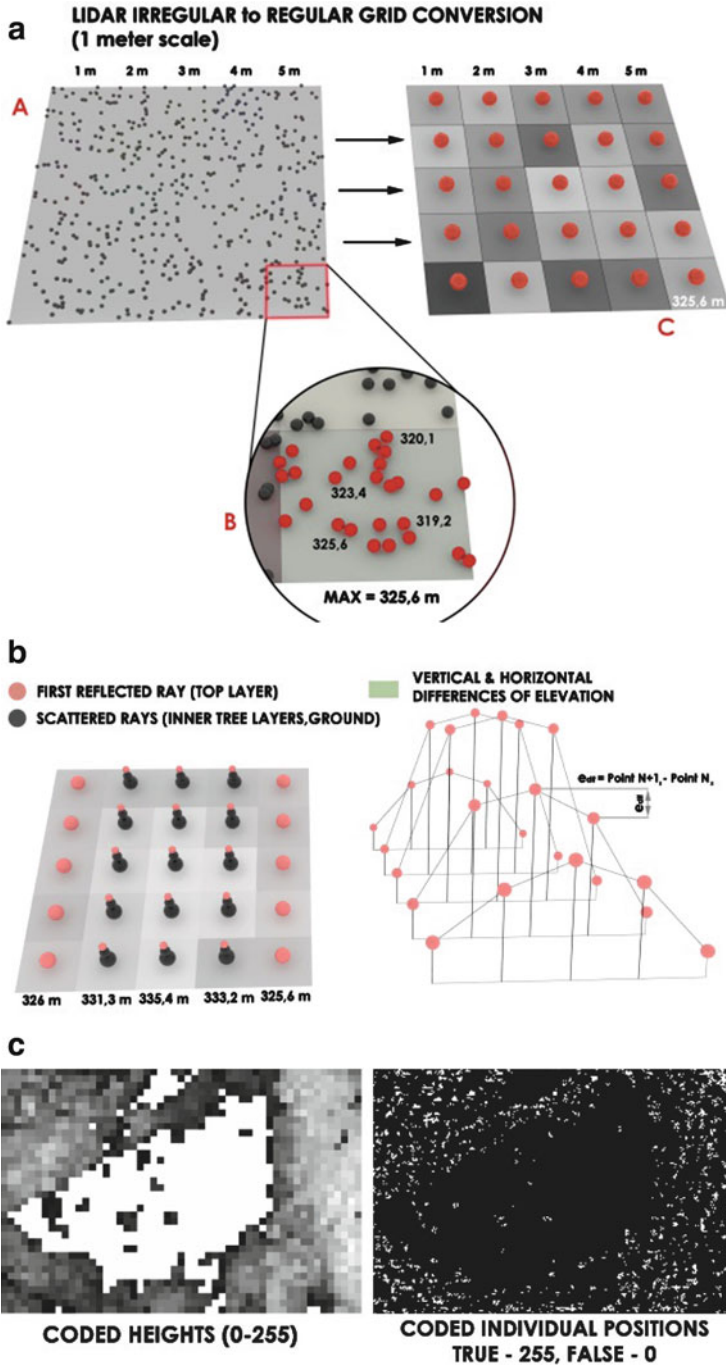 a
LIDAR IRREGULAR to REGULAR GRID CONVERSION
(1 meter scale)
1 m 2 m 3 m 4 m 5 m
1 m 2 m 3 m 4 m 5 m
A
325,6 m
C
320,1
323,4
B
319,2
325,6
MAX = 325,6 m
b
FIRST REFLECTED RAY (TOP LAYER)
SCATTERED RAYS (INNER TREE LAYERS,GROUND)
VERTICAL & HORIZONTAL
DIFFERENCES OF ELEVATION
= Point N+1 - Point N
326 m 331,3 m 335,4 m 333,2 m 325,6 m
c
CODED HEIGHTS (0-255)
CODED INDIVIDUAL POSITIONS
TRUE - 255, FALSE - 0